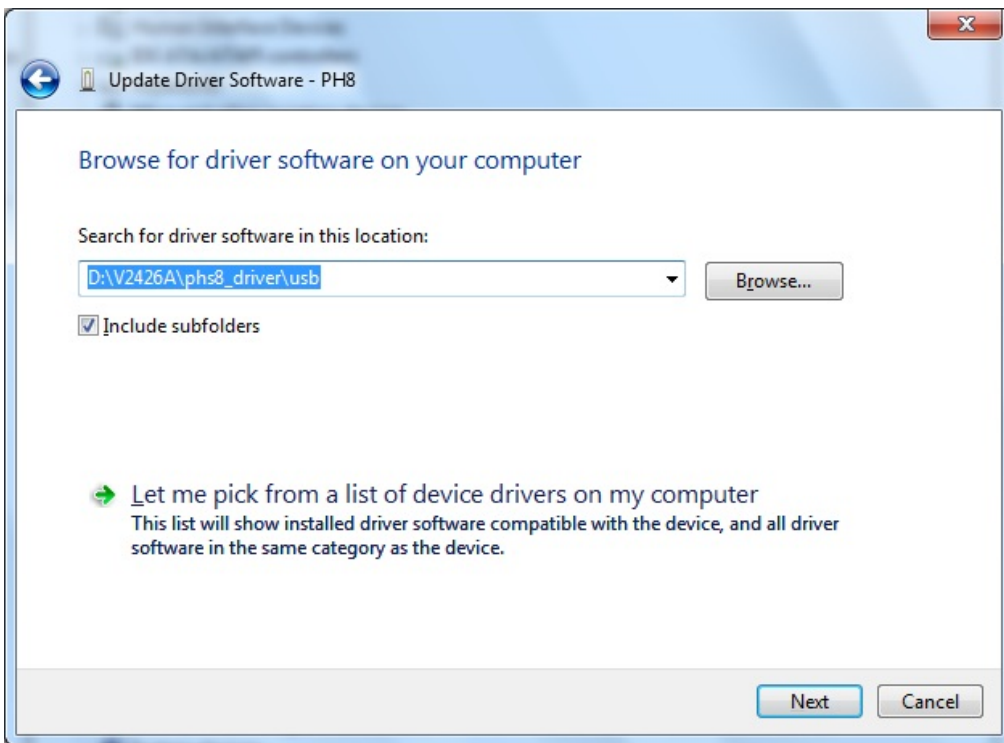 Update Driver Software - PH8
Browse for driver software on your computer
Search for driver software in this location:
D:\V2426A\phs8_driver\usb
Browse...
Include subfolders
Let me pick from a list of device drivers on my computer
This list will show installed driver software compatible with the device, and all driver
software in the same category as the device.
Next
Cancel